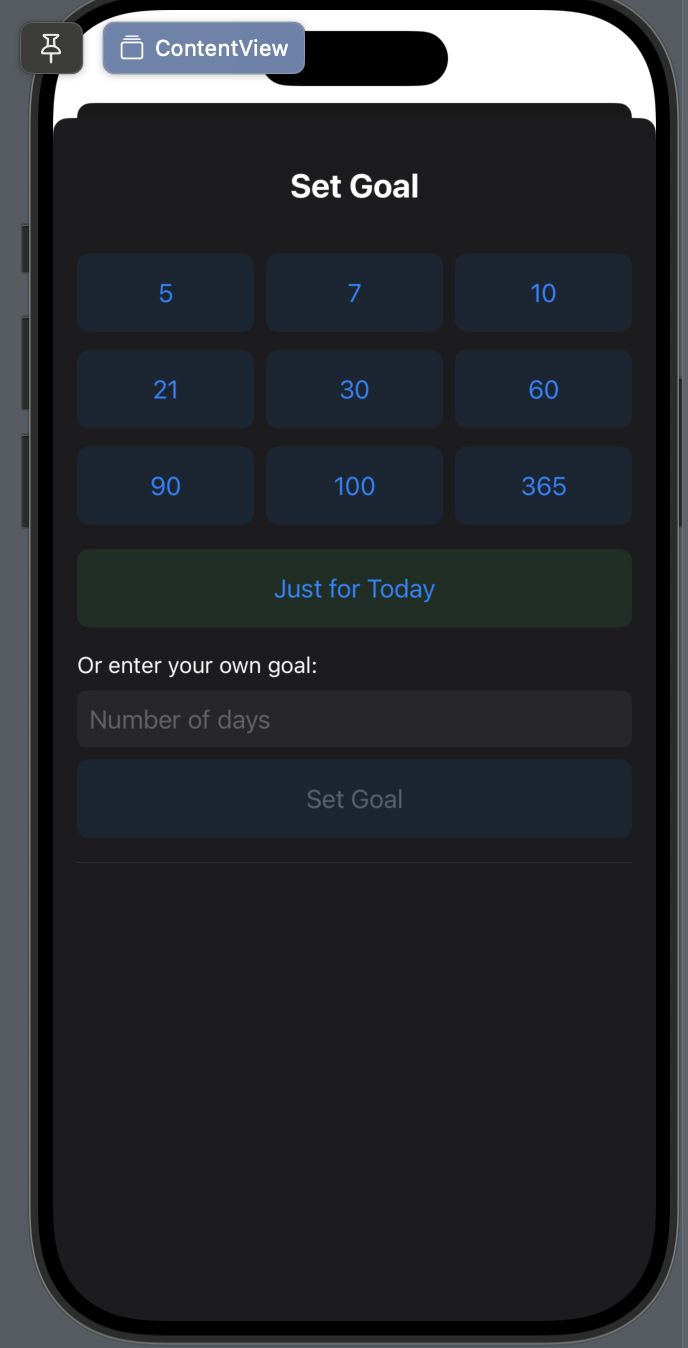 ContentView
Set Goal
5 7 10
21 30 60
90 100 365
Just for Today
Or enter your own goal:
Number of days
Set Goal